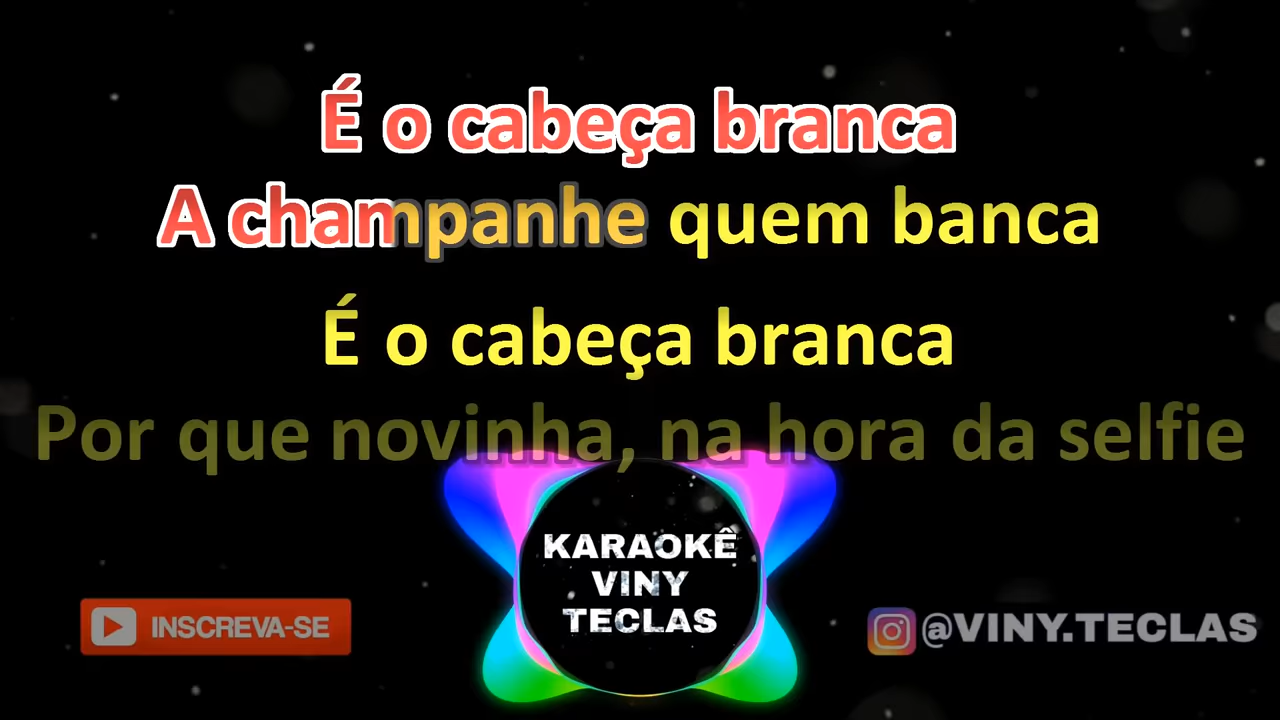 É o cabeça branca
A champanhe quem banca
É o cabeça branca
Por que novinha, na hora da selfie
KARAOKÊ
VINY
TECLAS
INSCREVA-SE
@VINY.TECLAS